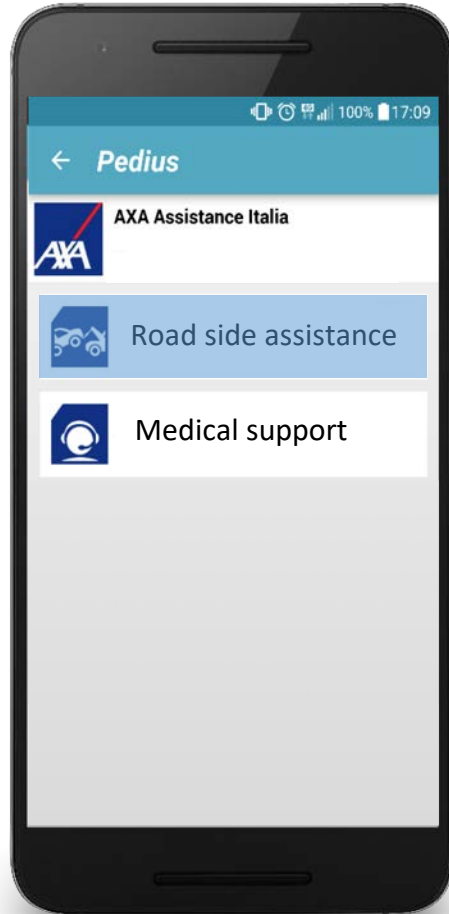 100% 17:09
Pedius
AXA Assistance Italia
AXA
Road side assistance
Medical support